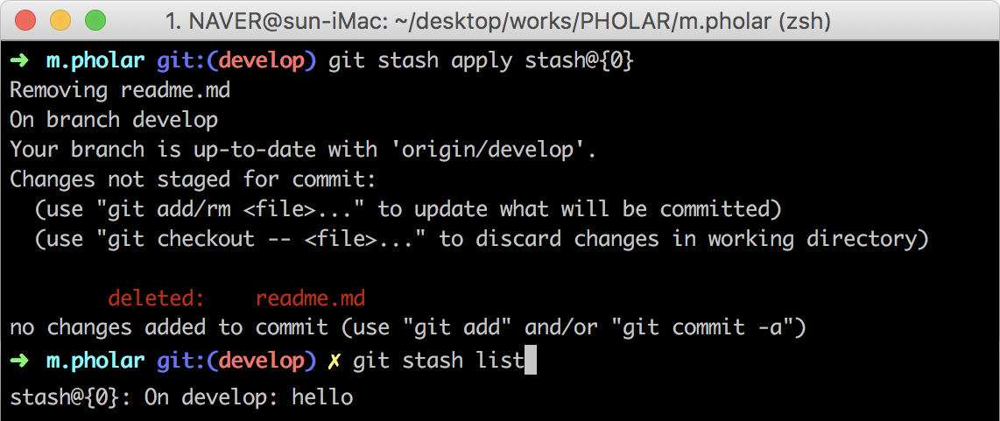 1. NAVER@sun-iMac: ~/desktop/works/PHOLAR/m.pholar (zsh)
➜  m.pholar git:(develop) git stash apply stash@{0}
Removing readme.md
On branch develop
Your branch is up-to-date with 'origin/develop'.
Changes not staged for commit:
  (use "git add/rm <file>..." to update what will be committed)
  (use "git checkout -- <file>..." to discard changes in working directory)
        deleted:    readme.md
no changes added to commit (use "git add" and/or "git commit -a")
➜  m.pholar git:(develop) ✗ git stash list
stash@{0}: On develop: hello